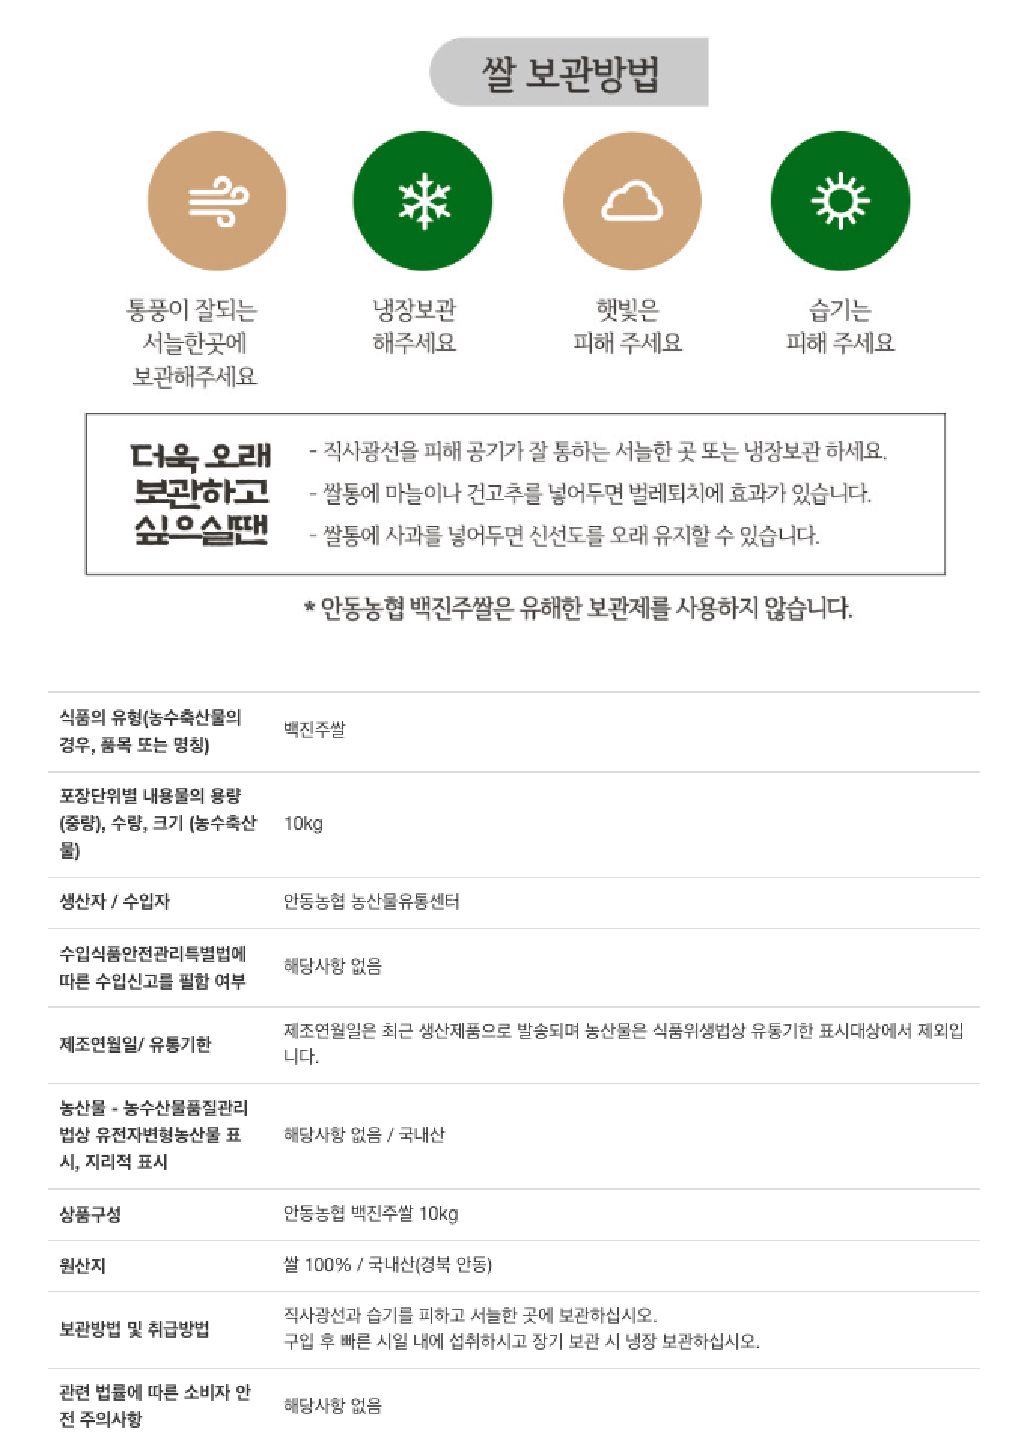 쌀 보관방법
통풍이 잘되는
서늘한곳에
보관해주세요
냉장보관
해주세요
햇빛은
피해 주세요
습기는
피해 주세요
더욱 오래
보관하고
싶으실땐
- 직사광선을 피해 공기가 잘 통하는 서늘한 곳 또는 냉장보관 하세요.
- 쌀통에 마늘이나 건고추를 넣어두면 벌레퇴치에 효과가 있습니다.
- 쌀통에 사과를 넣어두면 신선도를 오래 유지할 수 있습니다.
* 안동농협 백진주쌀은 유해한 보관제를 사용하지 않습니다.
식품의 유형(농수축산물의
경우, 품목 또는 명칭)
백진주쌀
포장단위별 내용물의 용량
(중량), 수량, 크기 (농수축산
물)
10kg
생산자 / 수입자
안동농협 농산물유통센터
수입식품안전관리특별법에
따른 수입신고를 필함 여부
해당사항 없음
제조연월일/ 유통기한
제조연월일은 최근 생산제품으로 발송되며 농산물은 식품위생법상 유통기한 표시대상에서 제외입
니다.
농산물 - 농수산물품질관리
법상 유전자변형농산물 표
시, 지리적 표시
해당사항 없음 / 국내산
상품구성
안동농협 백진주쌀 10kg
원산지
쌀 100% / 국내산(경북 안동)
보관방법 및 취급방법
직사광선과 습기를 피하고 서늘한 곳에 보관하십시오.
구입 후 빠른 시일 내에 섭취하시고 장기 보관 시 냉장 보관하십시오.
관련 법률에 따른 소비자 안
전 주의사항
해당사항 없음